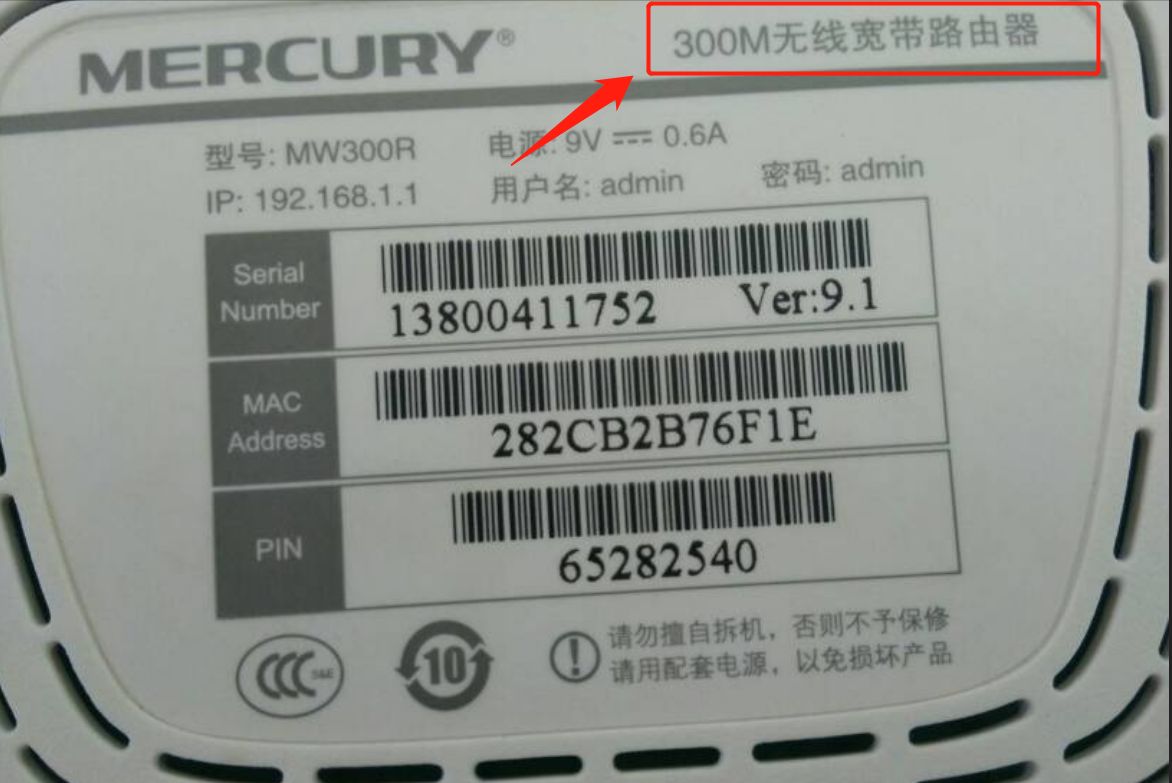 MERCURY® 300M无线宽带路由器
型号: MW300R 电源: 9V ⎓ 0.6A
IP: 192.168.1.1 用户名: admin 密码: admin
Serial Number 13800411752 Ver:9.1
MAC Address 282CB2B76F1E
PIN 65282540
CCC S&E 10 请勿擅自拆机，否则不予保修
请用配套电源，以免损坏产品